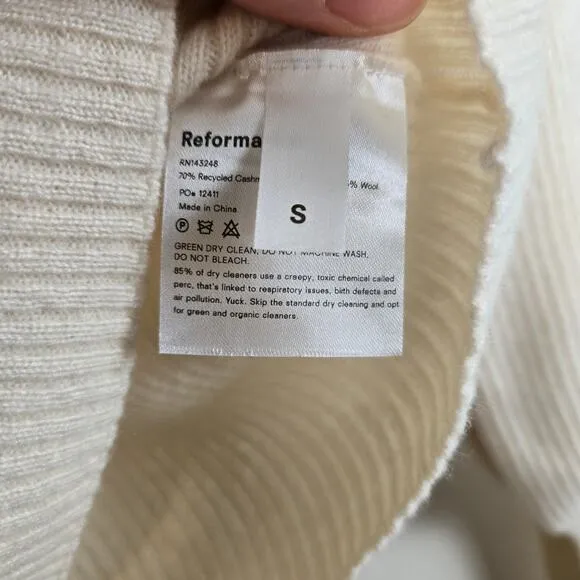 Reforma
RN143248
70% Recycled Cashm % Wool
PO# 12411
Made in China
S
P
GREEN DRY CLEAN. DO NOT MACHINE WASH.
DO NOT BLEACH.
85% of dry cleaners use a creepy, toxic chemical called
perc, that's linked to respiratory issues, birth defects and
air pollution. Yuck. Skip the standard dry cleaning and opt
for green and organic cleaners.